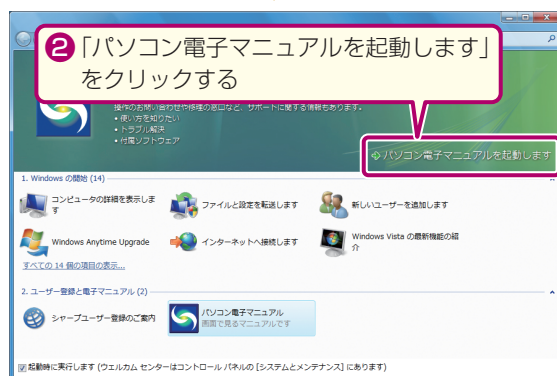 ❷「パソコン電子マニュアルを起動します」
をクリックする
操作のお問い合わせや修理の窓口など、サポートに関する情報もあります。
• 使い方を知りたい
• トラブル解決
• 付属ソフトウェア
パソコン電子マニュアルを起動します
1. Windows の開始 (14)
コンピュータの詳細を表示しま
す
ファイルと設定を転送します
新しいユーザーを追加します
Windows Anytime Upgrade
インターネットへ接続します
Windows Vista の最新機能の紹
介
すべての 14 個の項目の表示...
2. ユーザー登録と電子マニュアル (2)
シャープユーザー登録のご案内
パソコン電子マニュアル
画面で見るマニュアルです
起動時に実行します (ウエルカム センターはコントロール パネルの [システムとメンテナンス] にあります)